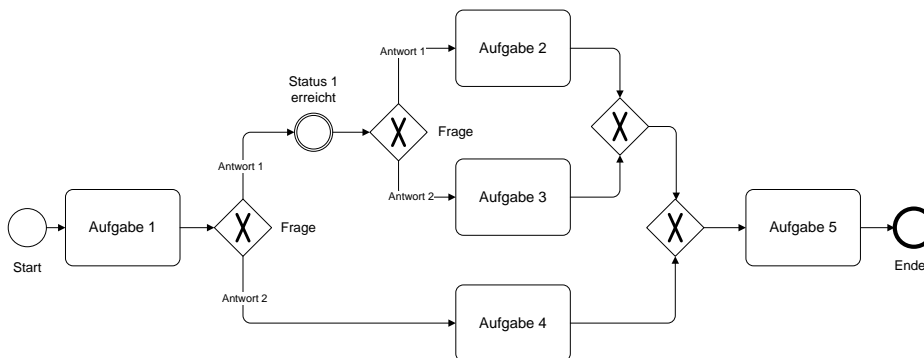 Start
Aufgabe 1
Frage
Antwort 1
Antwort 2
Status 1
erreicht
Frage
Antwort 1
Antwort 2
Aufgabe 2
Aufgabe 3
Aufgabe 4
Aufgabe 5
Ende